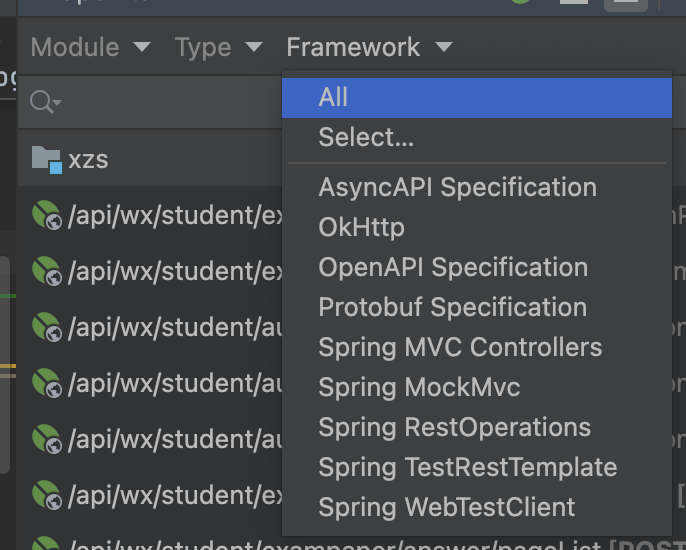 Module Type Framework
All
Select...
xzs
AsyncAPI Specification
/api/wx/student/ex
OkHttp
/api/wx/student/ex
OpenAPI Specification
Protobuf Specification
/api/wx/student/au
Spring MVC Controllers
/api/wx/student/au
Spring MockMvc
/api/wx/student/au
Spring RestOperations
Spring TestRestTemplate
/api/wx/student/ex
Spring WebTestClient
/api/wx/student/exampaper/answer/pageList [POST